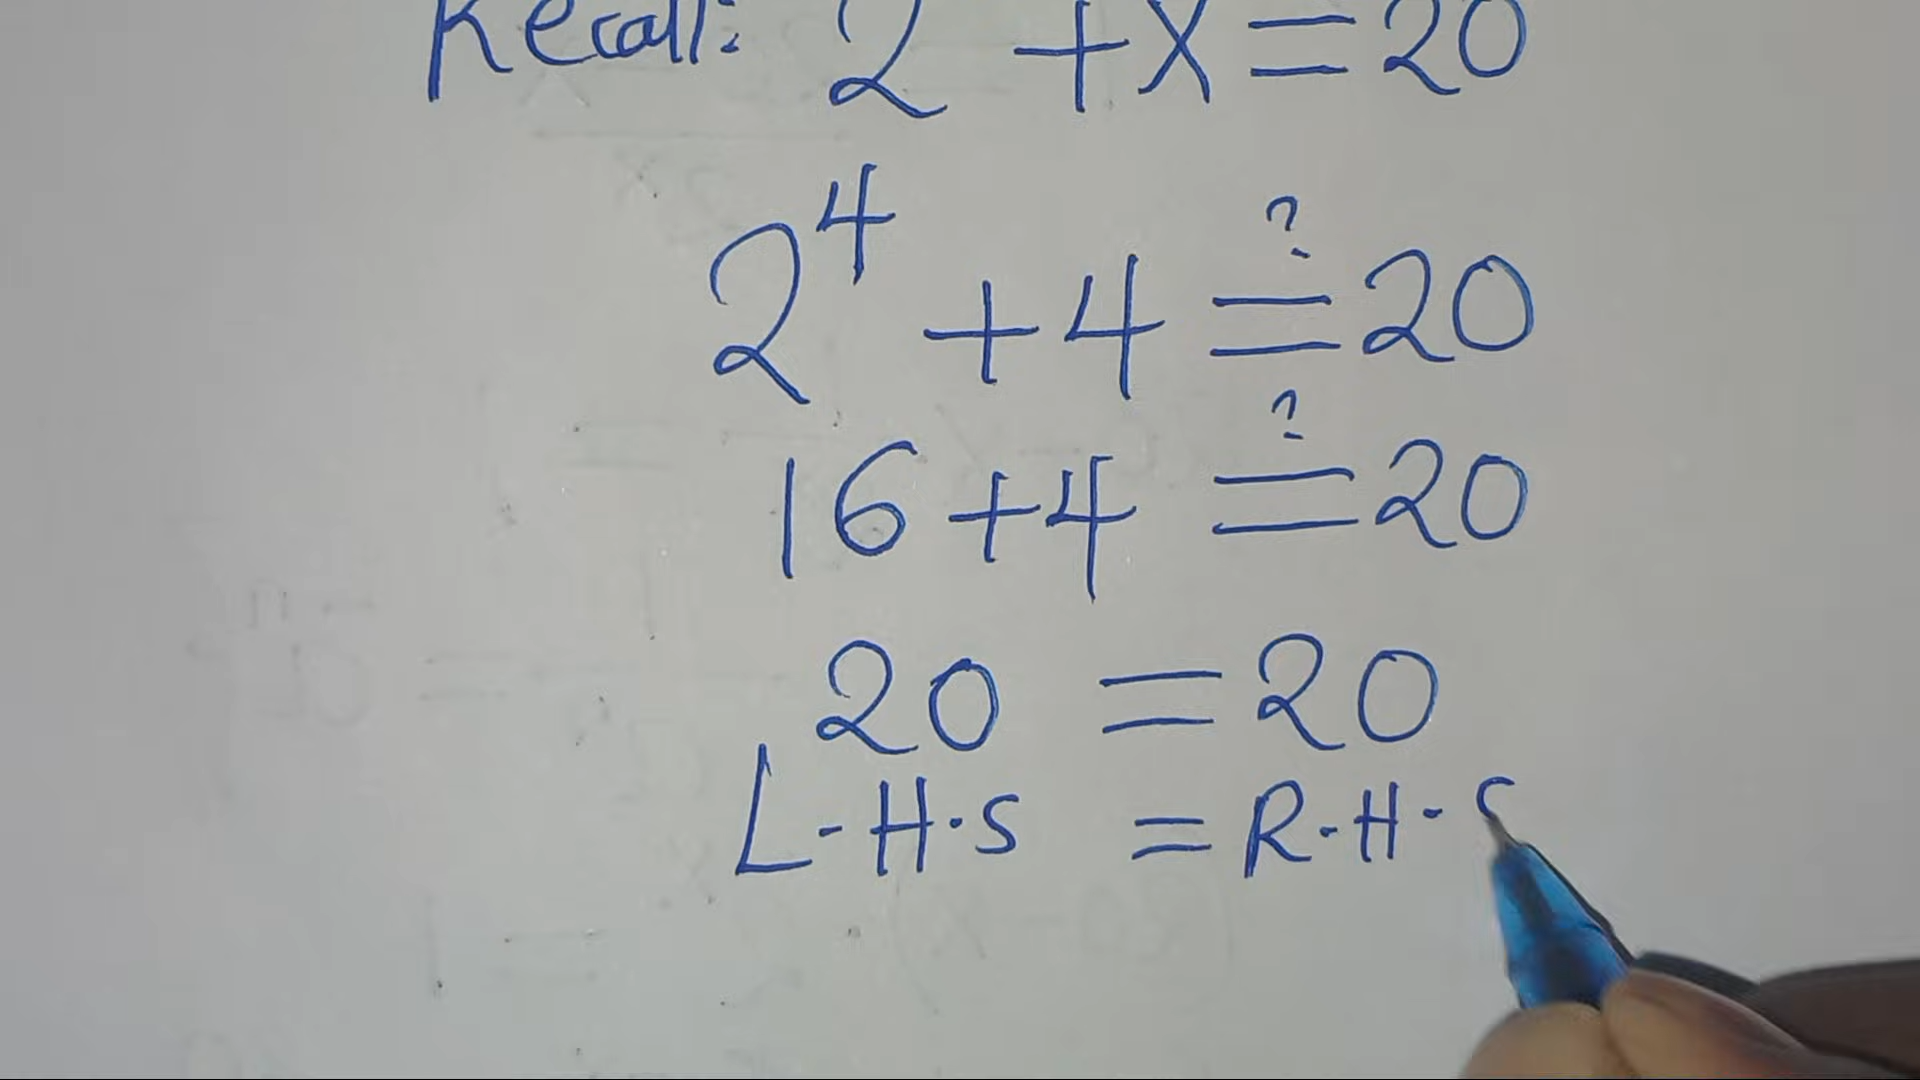 Recall: 2 + x = 20
2⁴ + 4 ≟ 20
16 + 4 ≟ 20
20 = 20
L.H.S = R.H.S